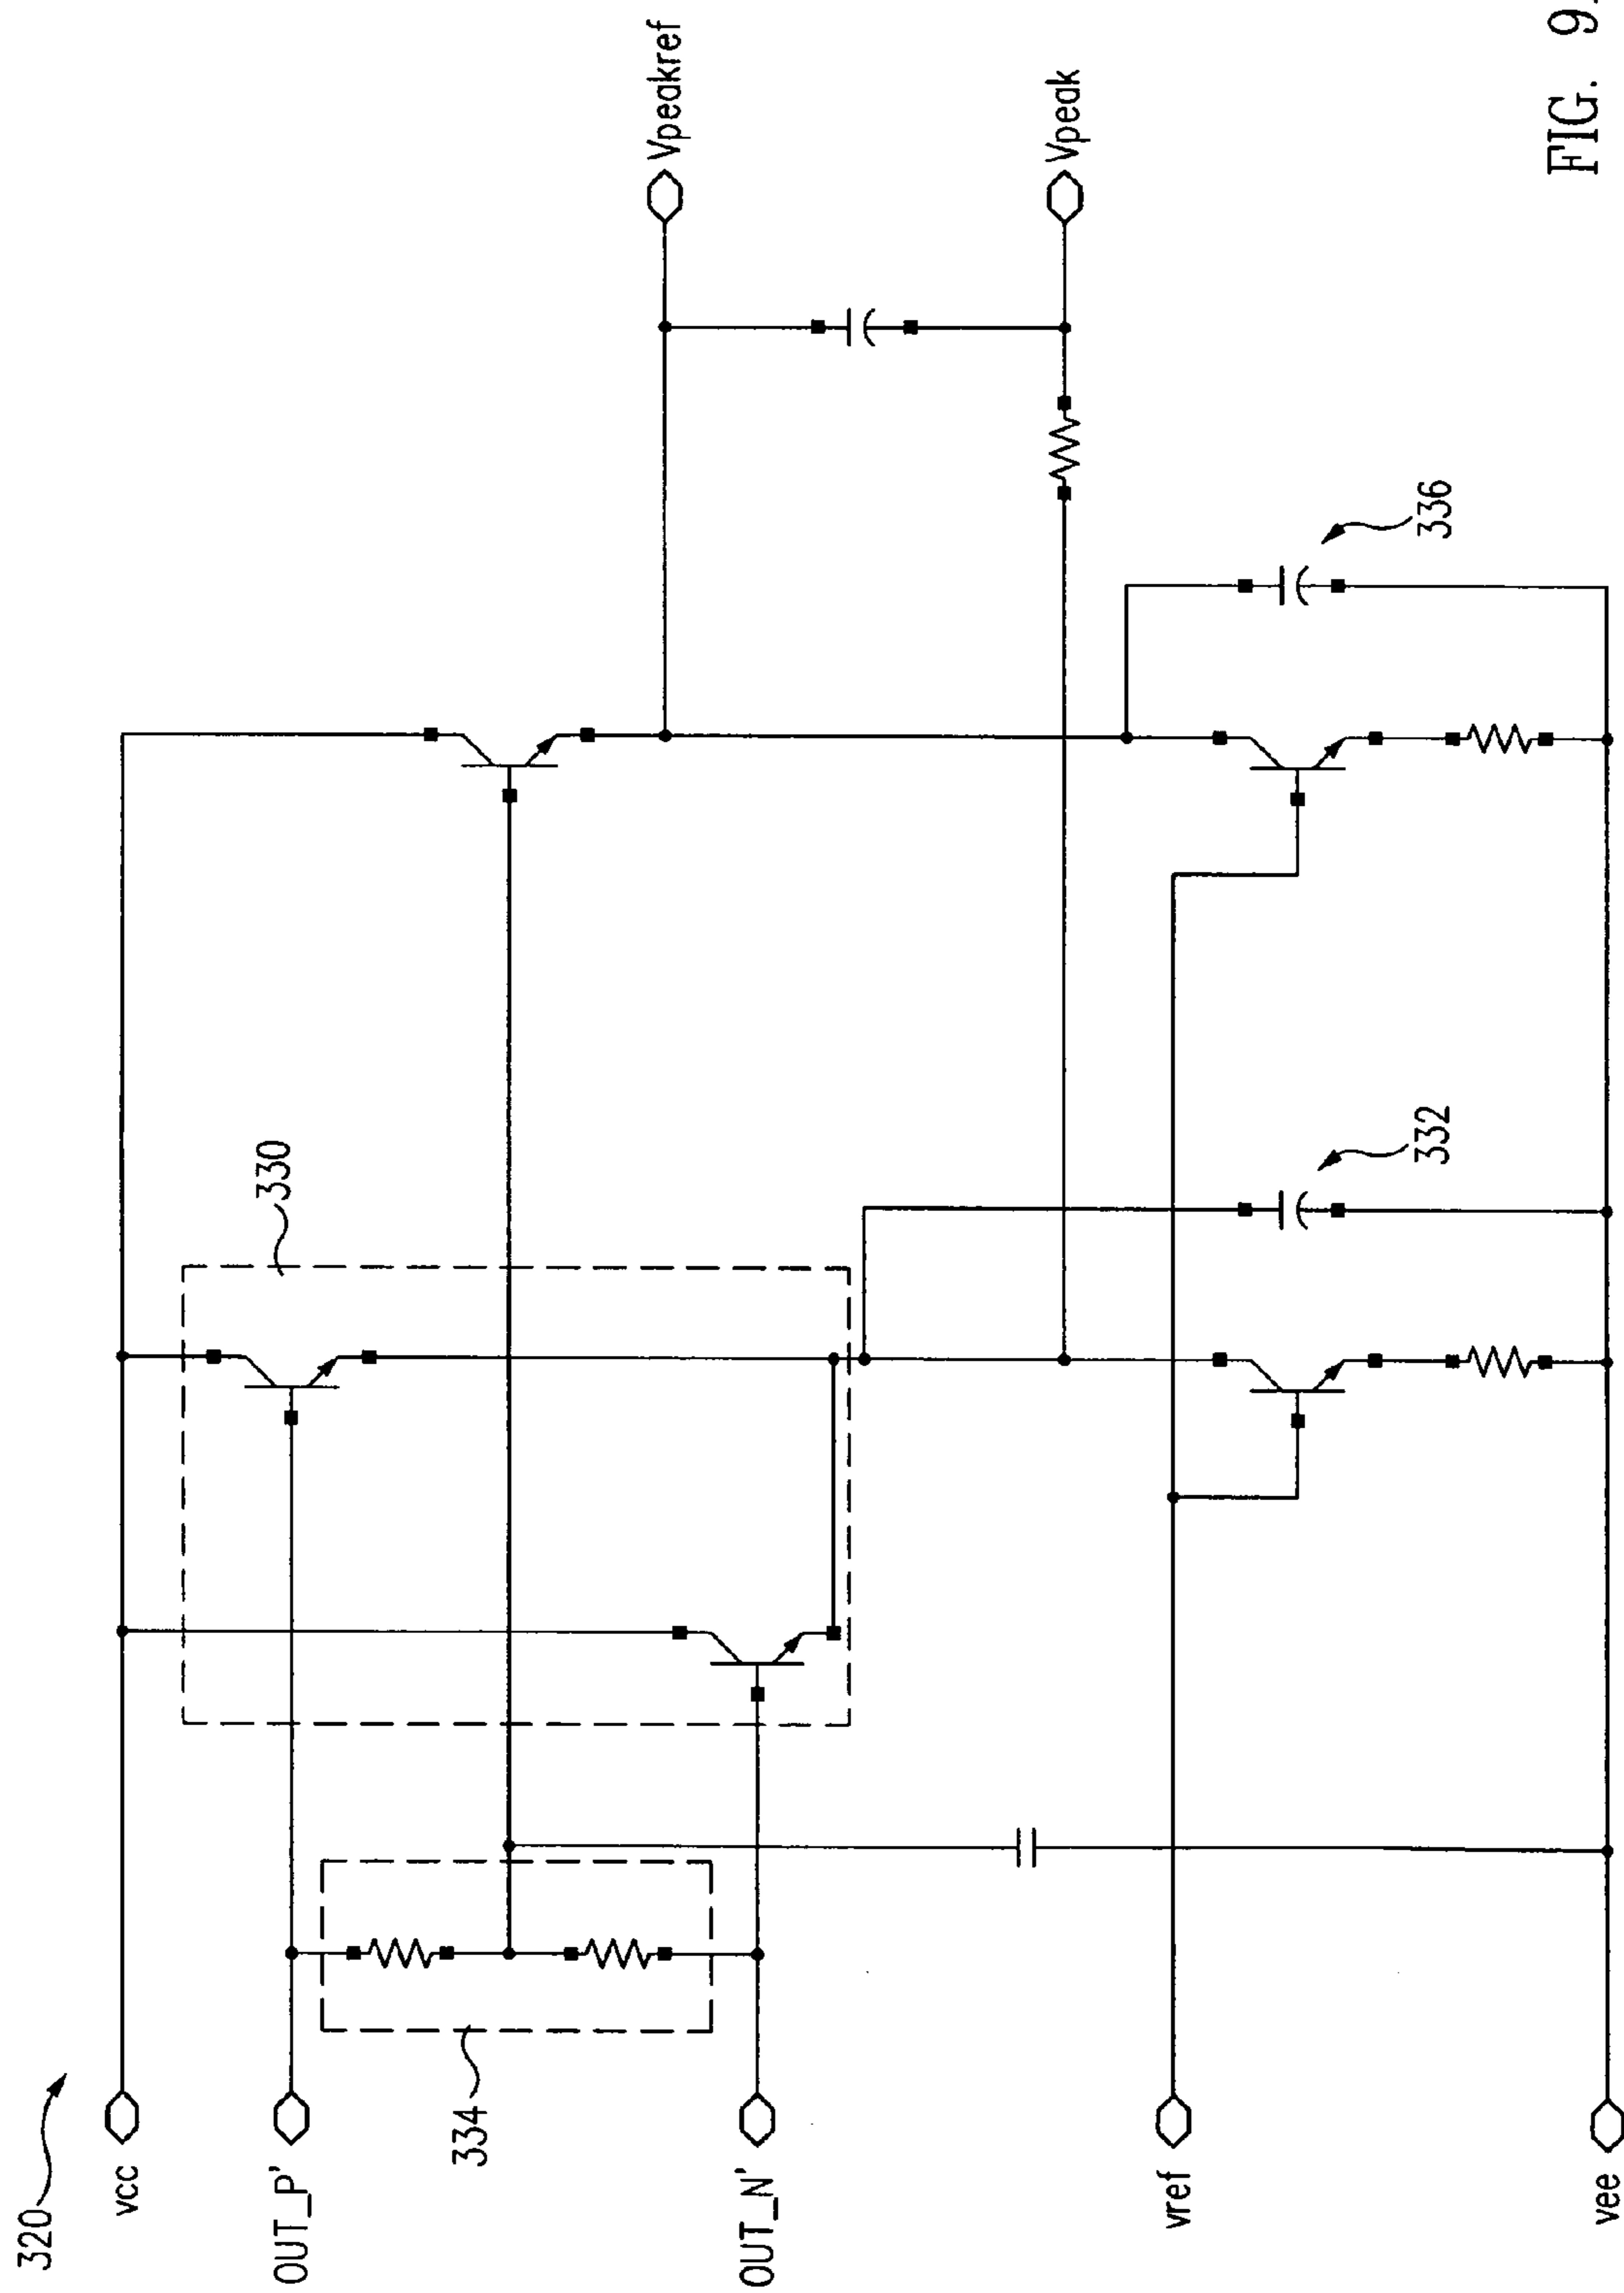 320
vcc
OUT_P'
334
OUT_N'
vref
vee
330
332
336
Vpeakref
Vpeak
FIG. 9.